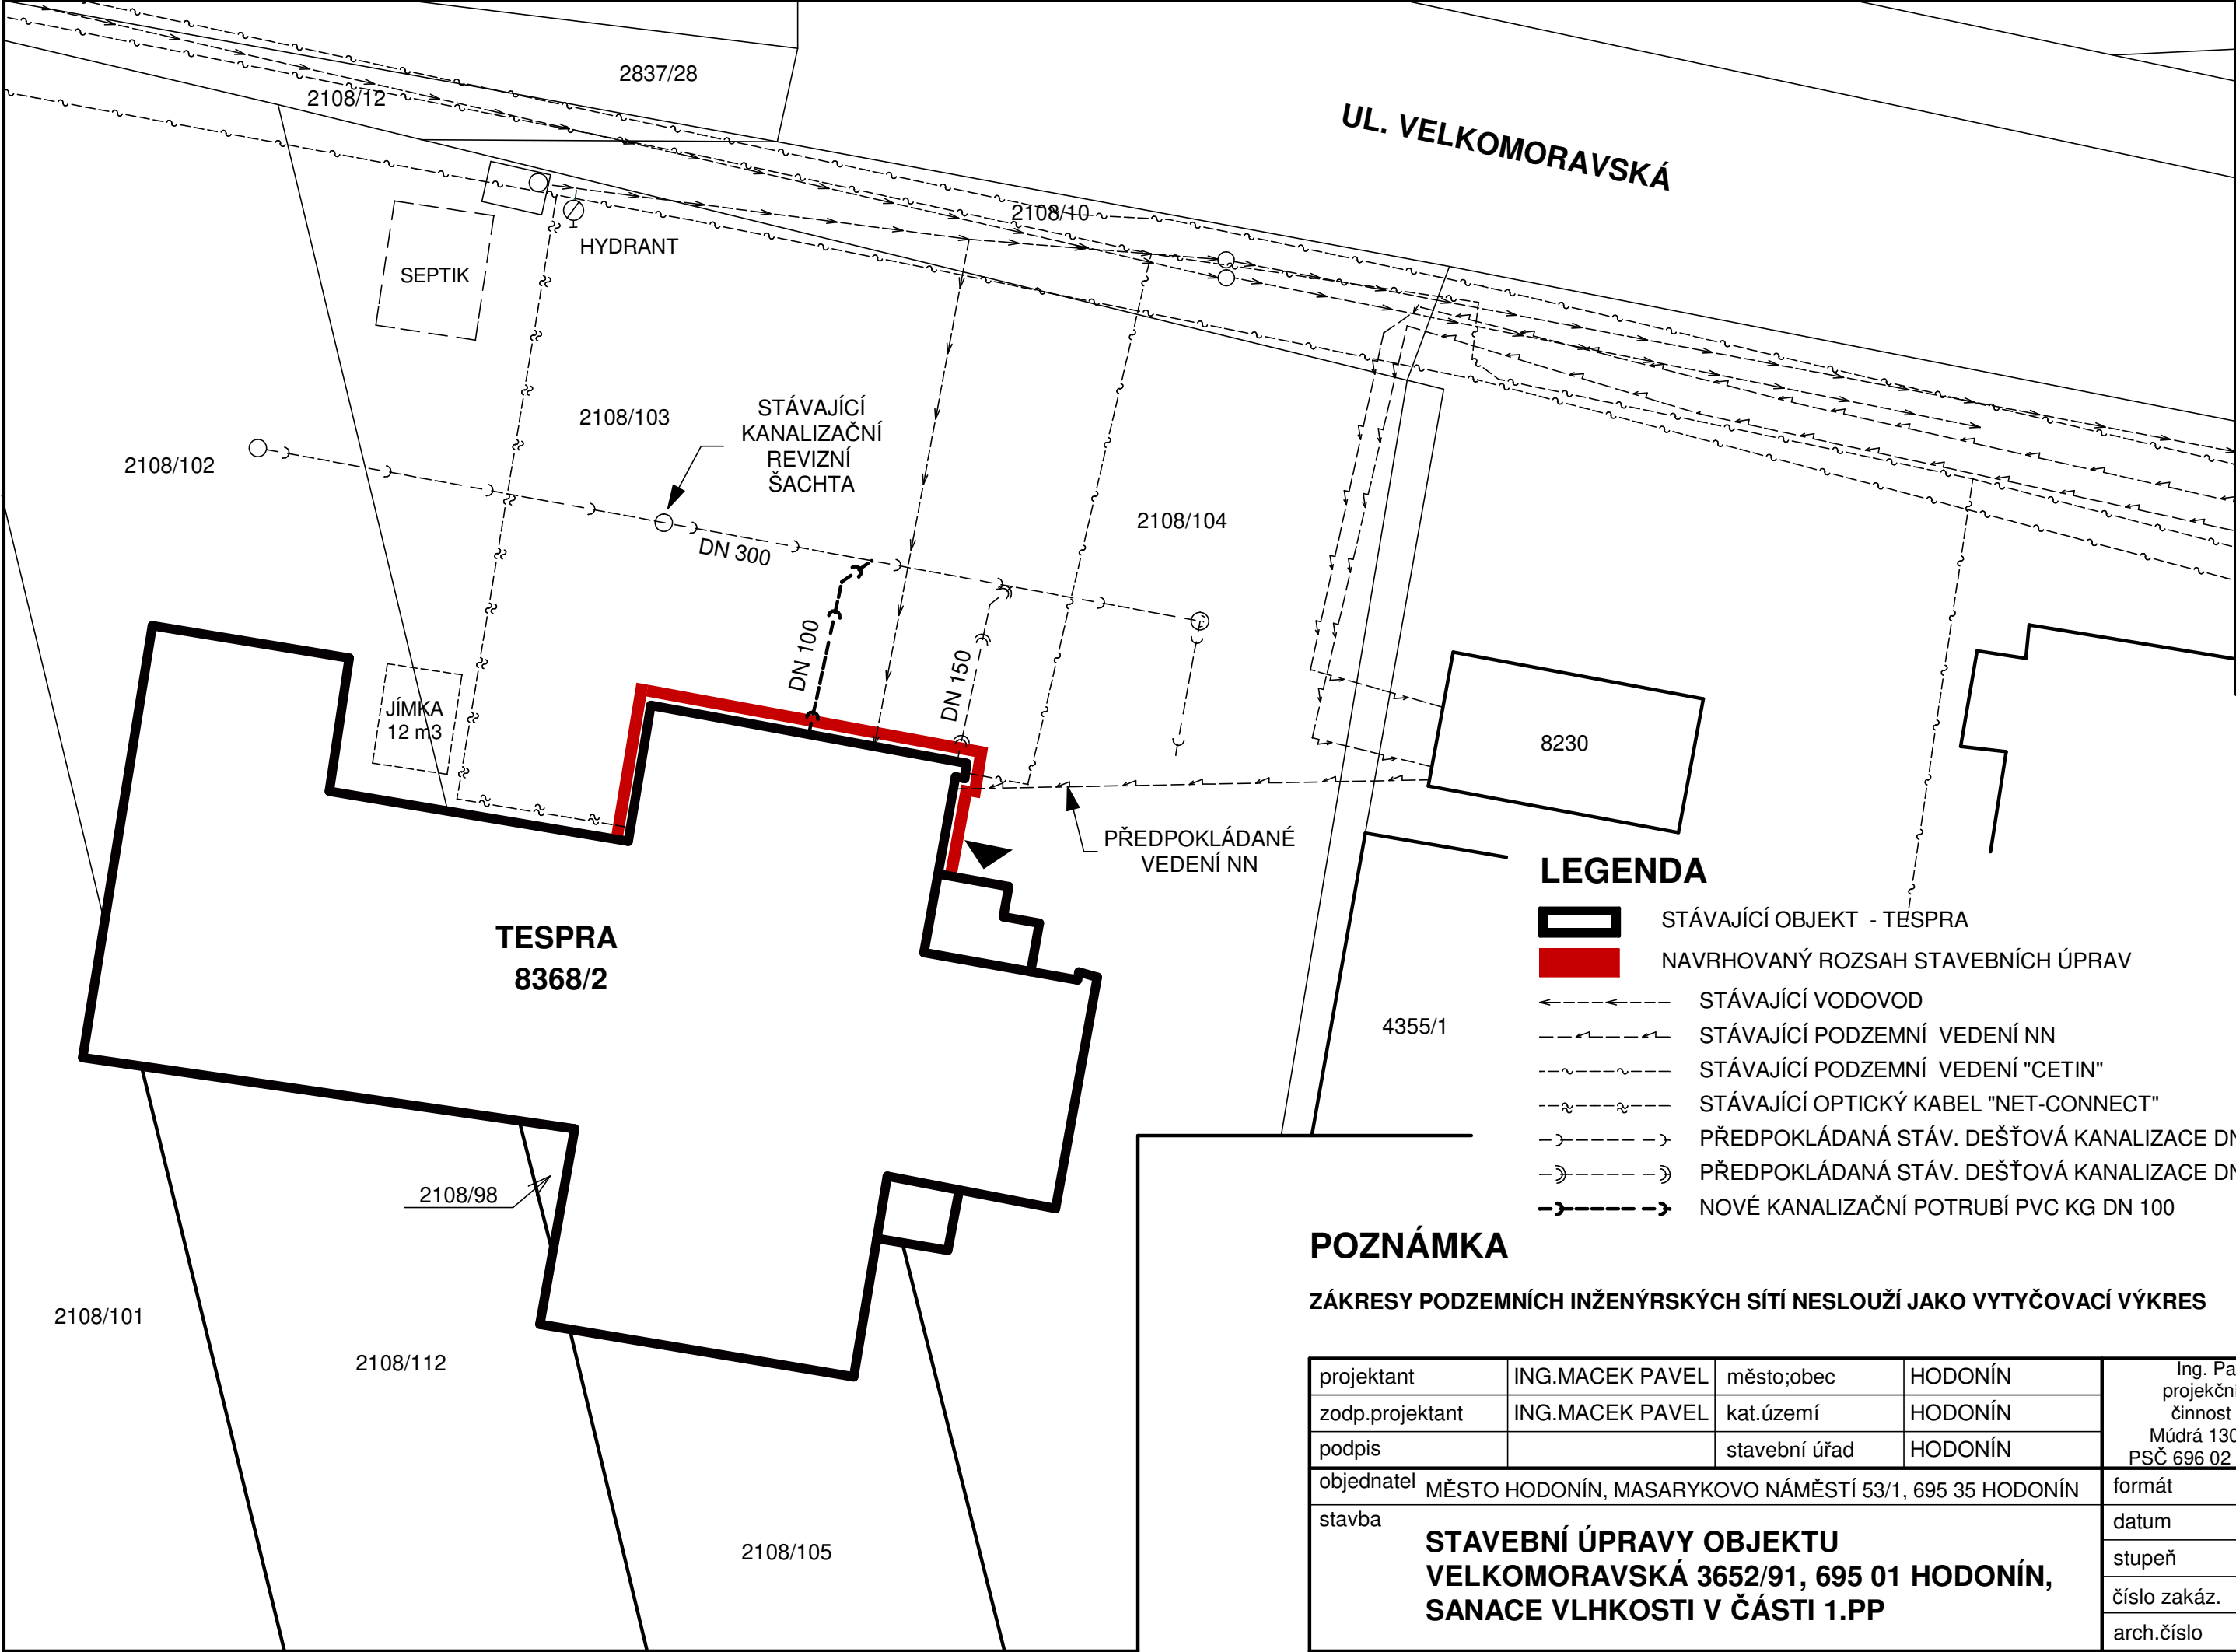 2837/28
2108/12
UL. VELKOMORAVSKÁ
2108/10
HYDRANT
SEPTIK
2108/103
STÁVAJÍCÍ
KANALIZAČNÍ
REVIZNÍ
ŠACHTA
2108/102
2108/104
DN 300
DN 100
DN 150
JÍMKA
12 m3
8230
PŘEDPOKLÁDANÉ
VEDENÍ NN
TESPRA
8368/2
4355/1
2108/98
2108/101
2108/112
2108/105
LEGENDA
STÁVAJÍCÍ OBJEKT - TESPRA
NAVRHOVANÝ ROZSAH STAVEBNÍCH ÚPRAV
STÁVAJÍCÍ VODOVOD
STÁVAJÍCÍ PODZEMNÍ VEDENÍ NN
STÁVAJÍCÍ PODZEMNÍ VEDENÍ "CETIN"
STÁVAJÍCÍ OPTICKÝ KABEL "NET-CONNECT"
PŘEDPOKLÁDANÁ STÁV. DEŠŤOVÁ KANALIZACE DN
PŘEDPOKLÁDANÁ STÁV. DEŠŤOVÁ KANALIZACE DN
NOVÉ KANALIZAČNÍ POTRUBÍ PVC KG DN 100
POZNÁMKA
ZÁKRESY PODZEMNÍCH INŽENÝRSKÝCH SÍTÍ NESLOUŽÍ JAKO VYTYČOVACÍ VÝKRES
projektant ING.MACEK PAVEL město;obec HODONÍN
zodp.projektant ING.MACEK PAVEL kat.území HODONÍN
podpis stavební úřad HODONÍN
Ing. Pa
projekčn
činnost
Múdrá 130
PSČ 696 02
objednatel MĚSTO HODONÍN, MASARYKOVO NÁMĚSTÍ 53/1, 695 35 HODONÍN
stavba
STAVEBNÍ ÚPRAVY OBJEKTU
VELKOMORAVSKÁ 3652/91, 695 01 HODONÍN,
SANACE VLHKOSTI V ČÁSTI 1.PP
formát
datum
stupeň
číslo zakáz.
arch.číslo